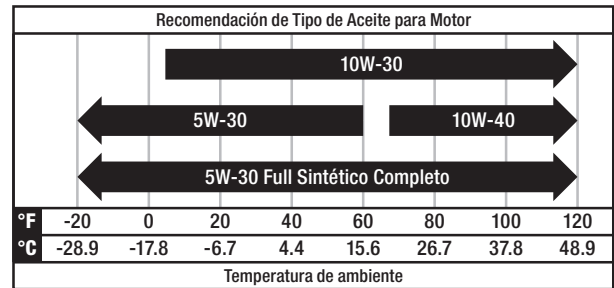 Recomendación de Tipo de Aceite para Motor
10W-30
5W-30 10W-40
5W-30 Full Sintético Completo
°F -20 0 20 40 60 80 100 120
°C -28.9 -17.8 -6.7 4.4 15.6 26.7 37.8 48.9
Temperatura de ambiente